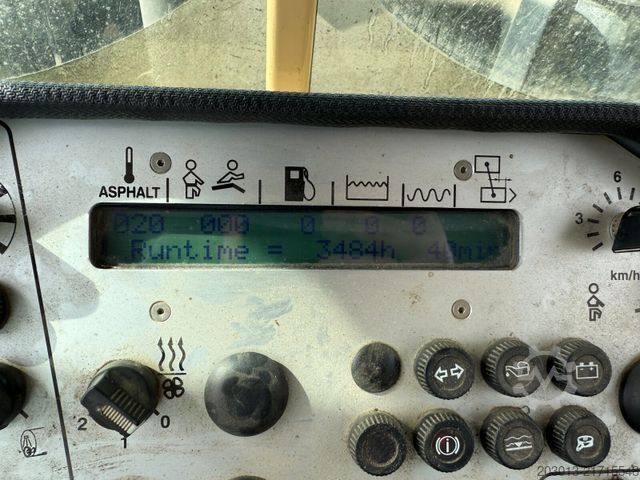 ASPHALT
020 000 0 0 0
Runtime = 3484h 40min
6
3
km/h
2 1 0